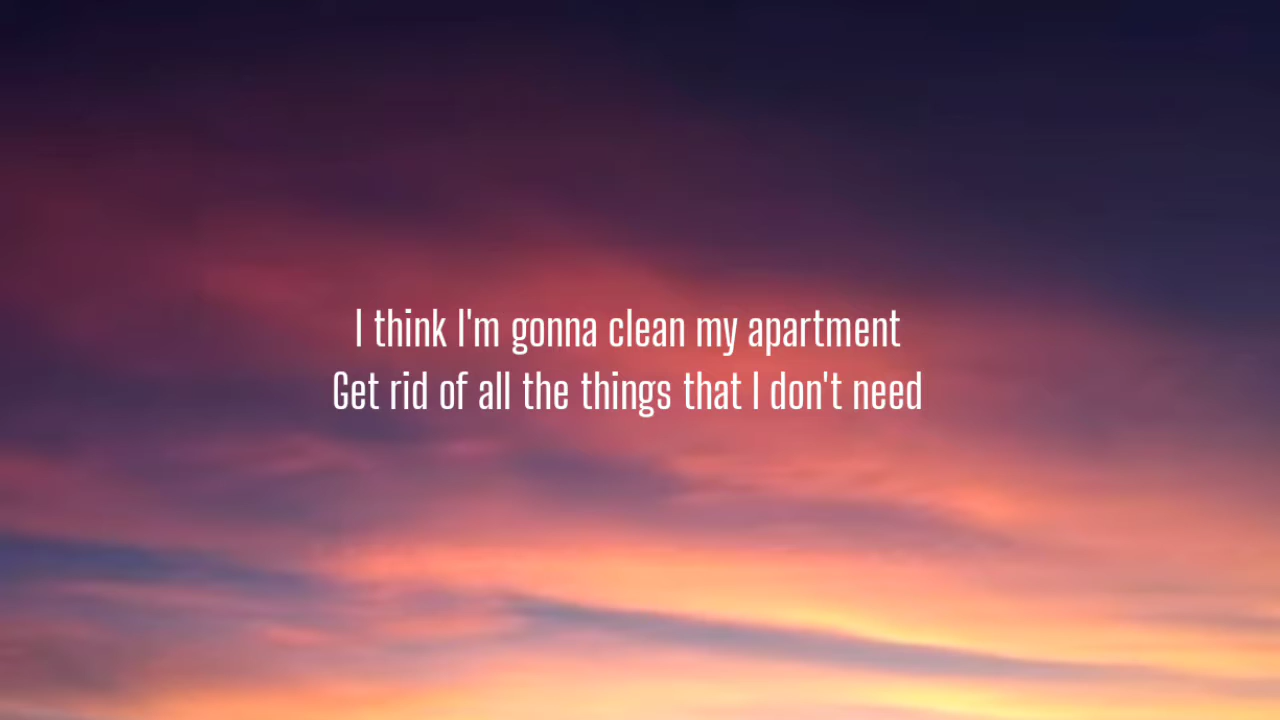 I think I'm gonna clean my apartment
Get rid of all the things that I don't need